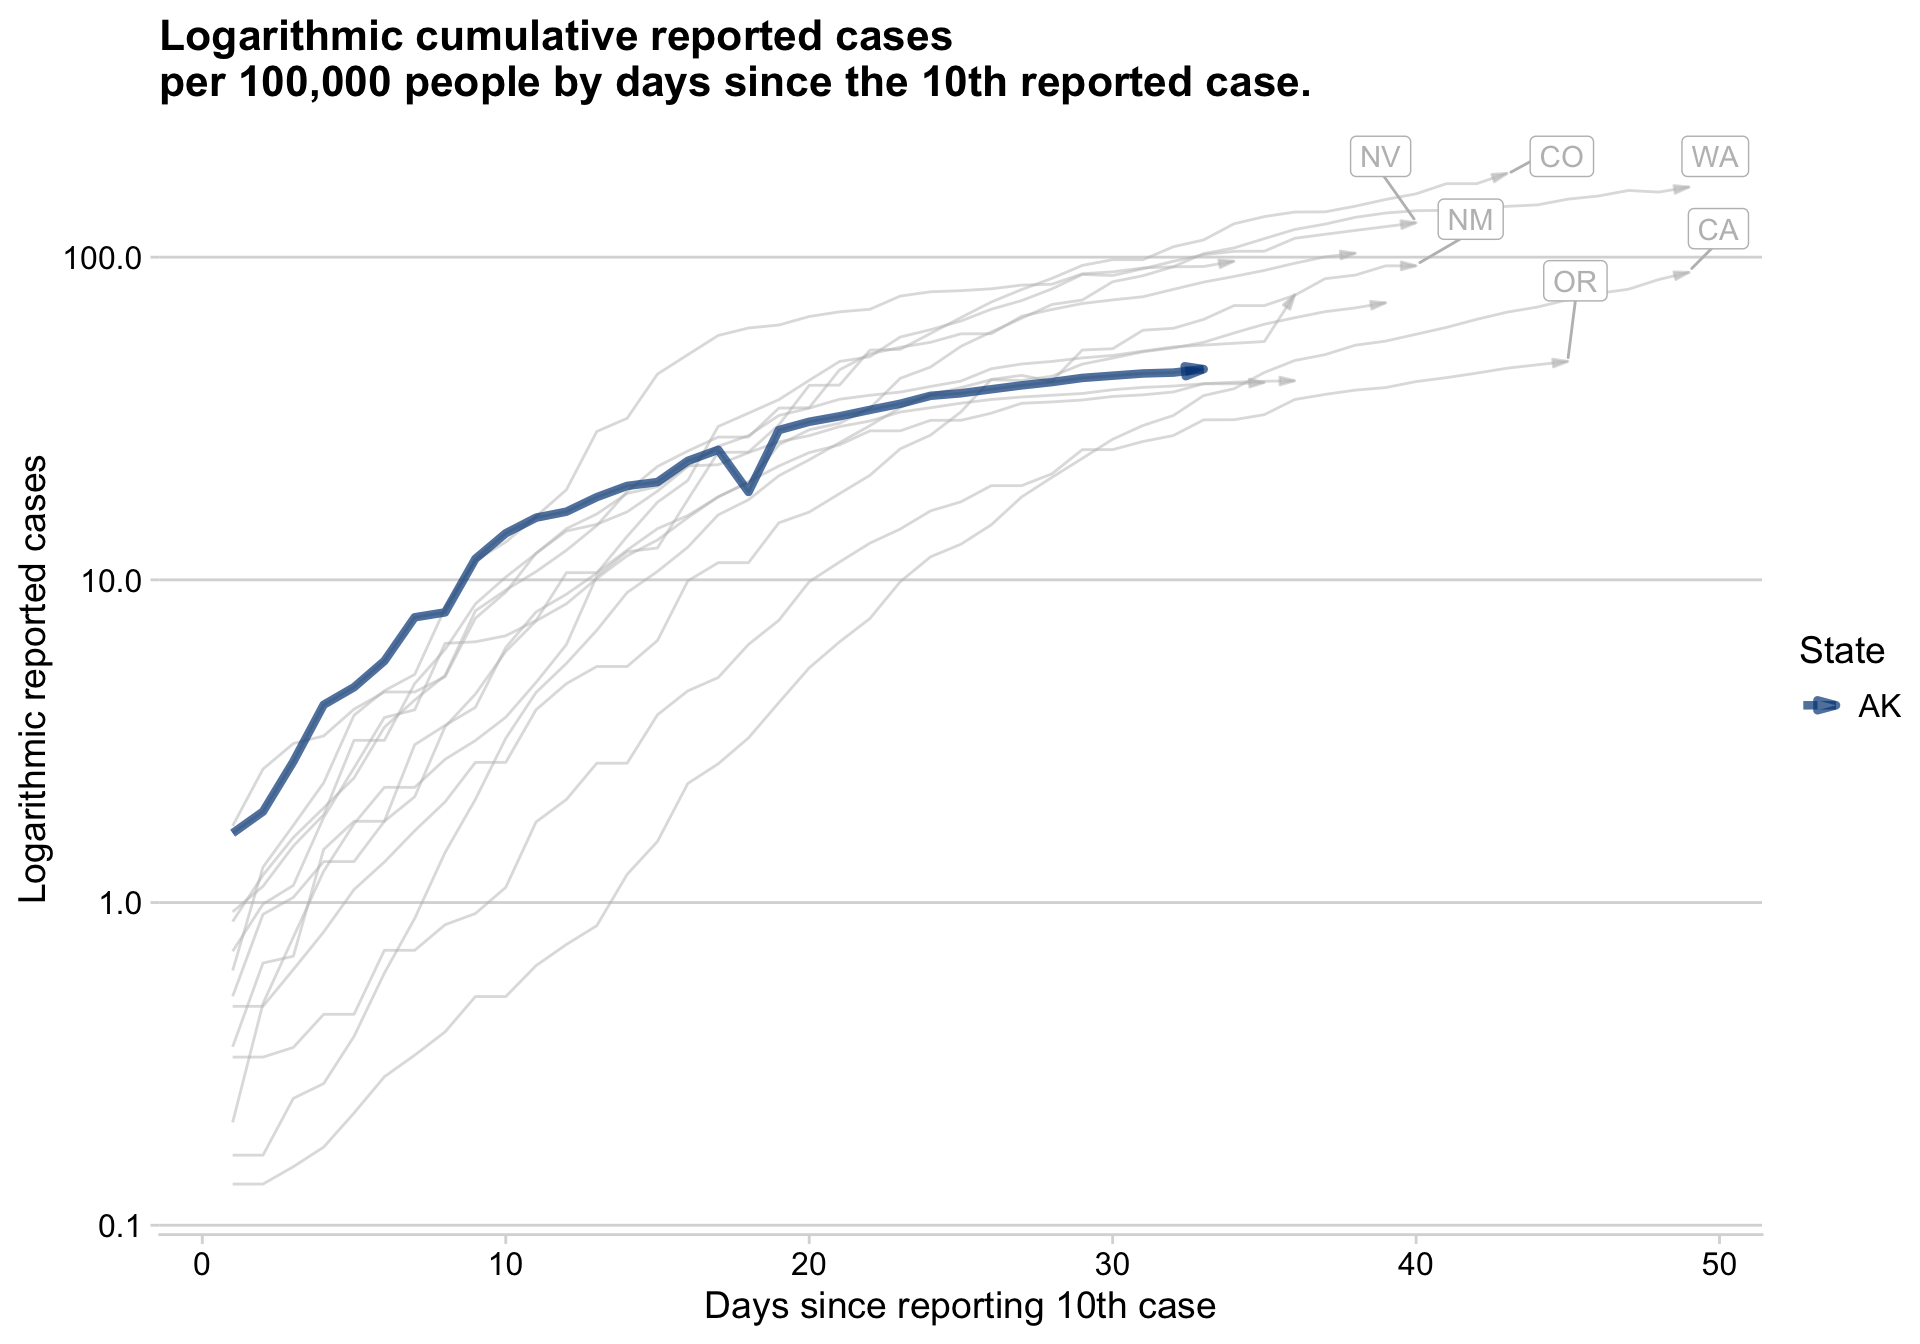 Logarithmic cumulative reported cases
per 100,000 people by days since the 10th reported case.
NV
CO
WA
NM
CA
OR
100.0
10.0
1.0
0.1
Logarithmic reported cases
0 10 20 30 40 50
Days since reporting 10th case
State
AK